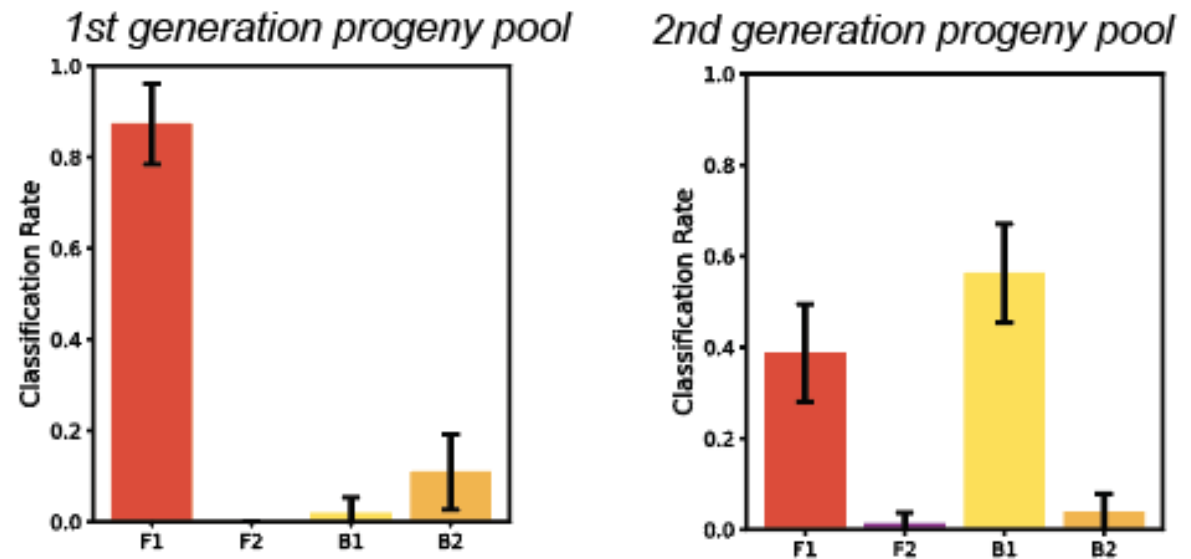 1st generation progeny pool
1.0
0.8
0.6
0.4
0.2
0.0
Classification Rate
F1 F2 B1 B2
2nd generation progeny pool
1.0
0.8
0.6
0.4
0.2
0.0
Classification Rate
F1 F2 B1 B2